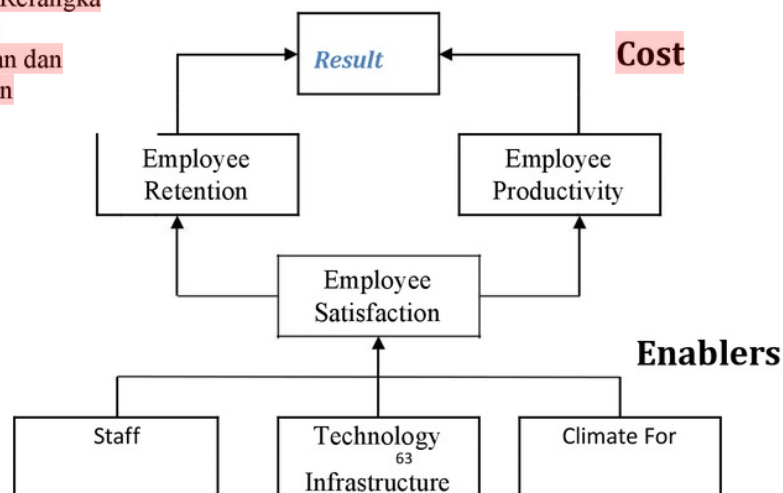 Kerangka
an dan
n
Result
Cost
Employee
Retention
Employee
Productivity
Employee
Satisfaction
Enablers
Staff
Technology
63
Infrastructure
Climate For